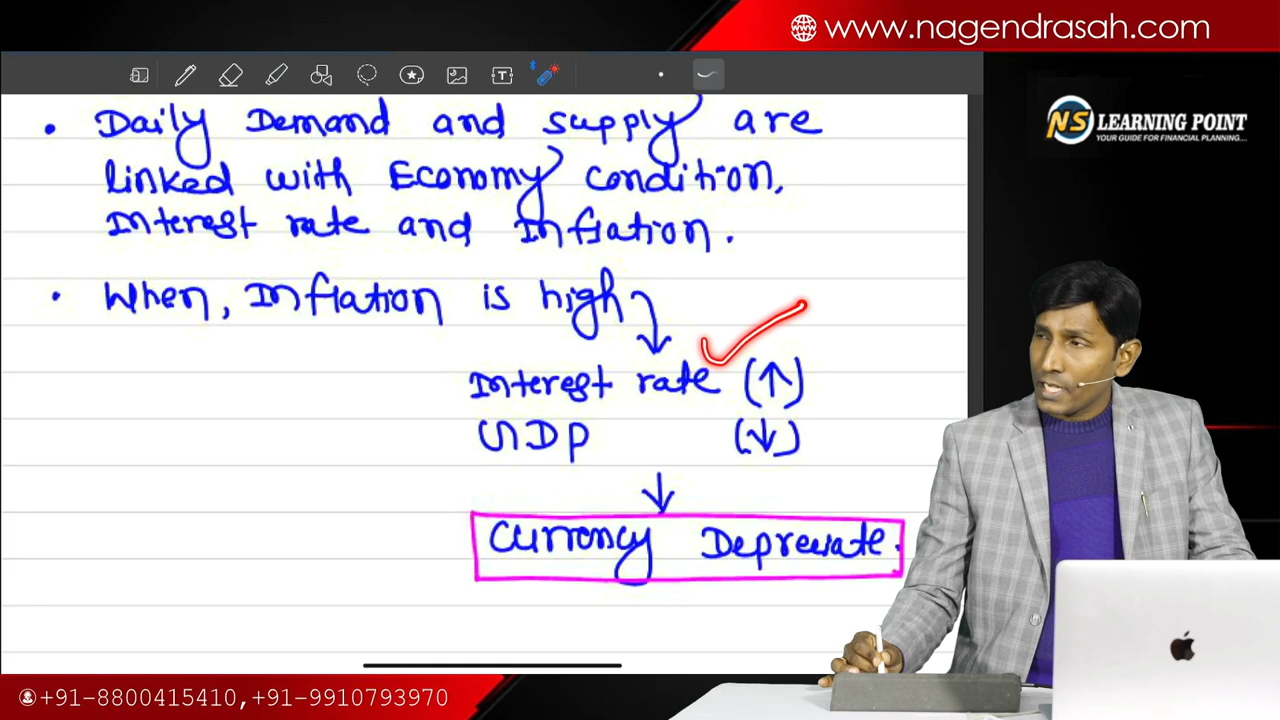 www.nagendrasah.com
NS LEARNING POINT
YOUR GUIDE FOR FINANCIAL PLANNING....
• Daily Demand and supply are
linked with Economy condition,
Interest rate and Inflation.
• When, Inflation is high
Interest rate (↑)
GDP (↓)
↓
Currency Depreciate.
+91-8800415410,+91-9910793970